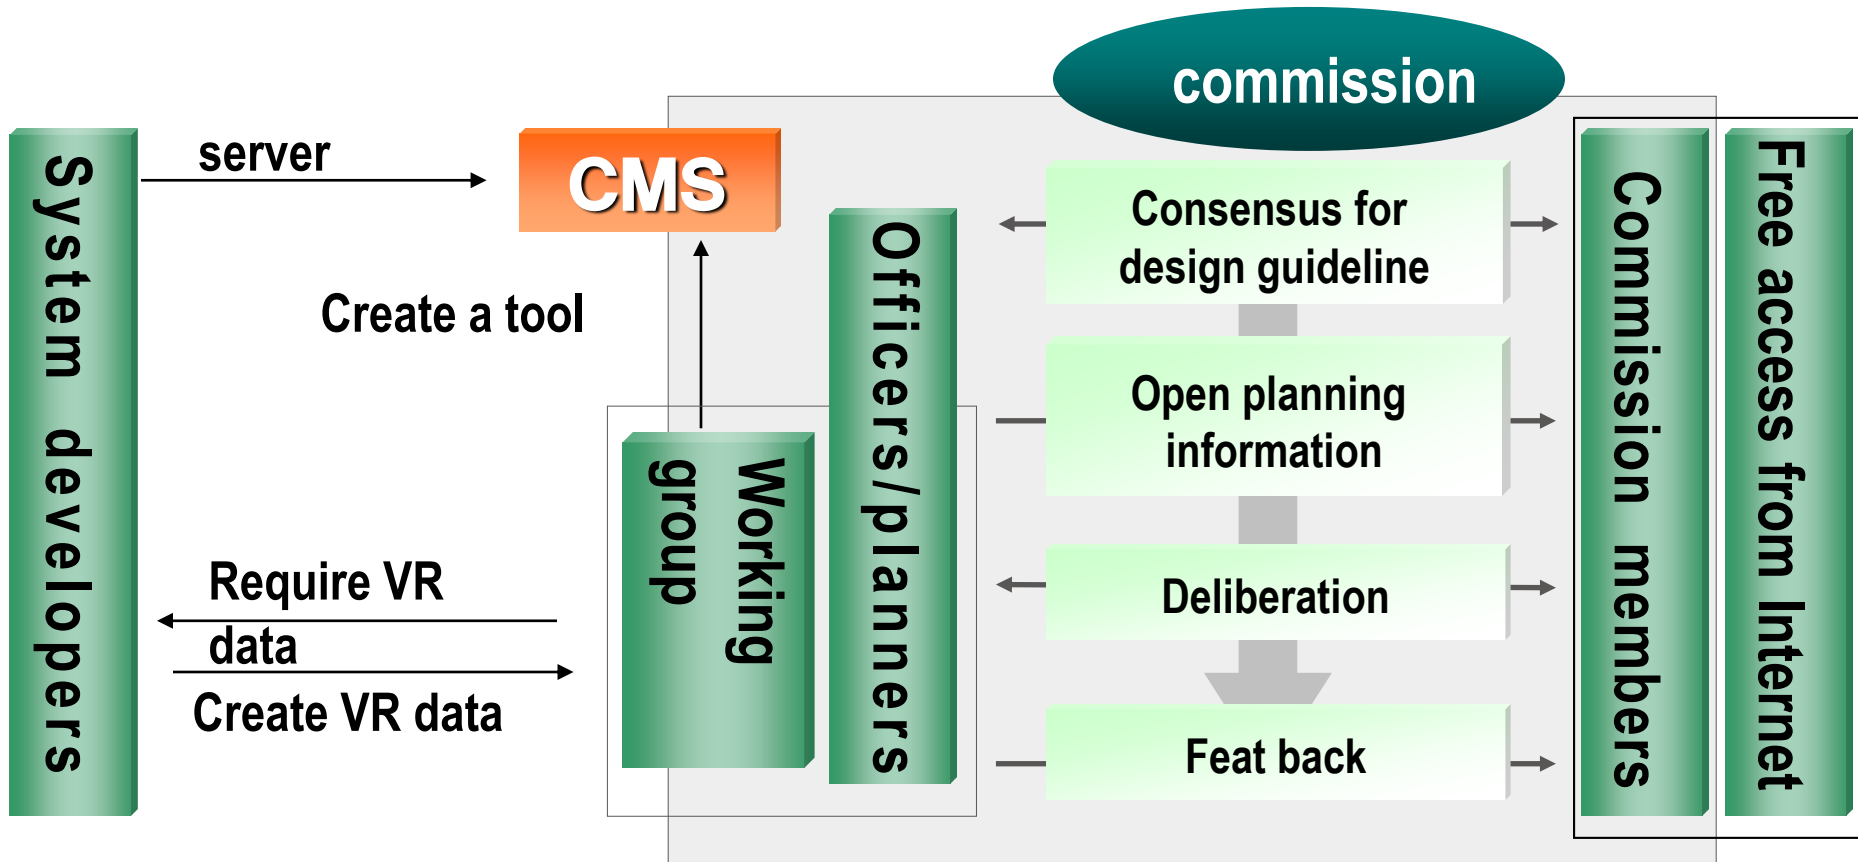 commission
System developers
server
CMS
Create a tool
Require VR
data
Create VR data
Working
group
Officers/planners
Consensus for
design guideline
Open planning
information
Deliberation
Feat back
Commission members
Free access from Internet